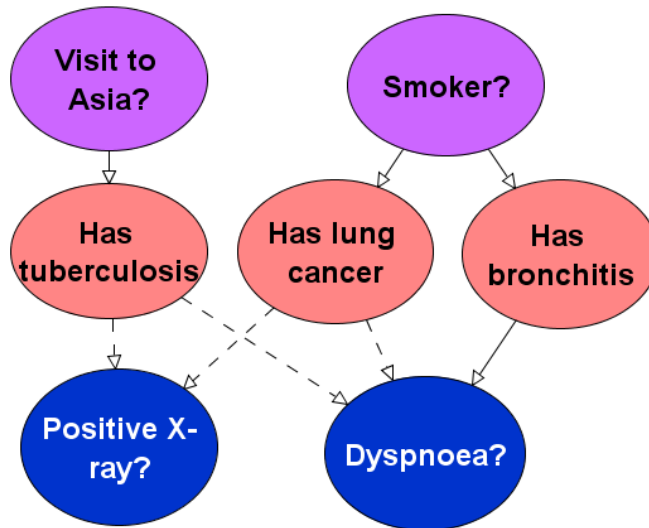 Visit to
Asia?
Smoker?
Has
tuberculosis
Has lung
cancer
Has
bronchitis
Positive X-
ray?
Dyspnoea?